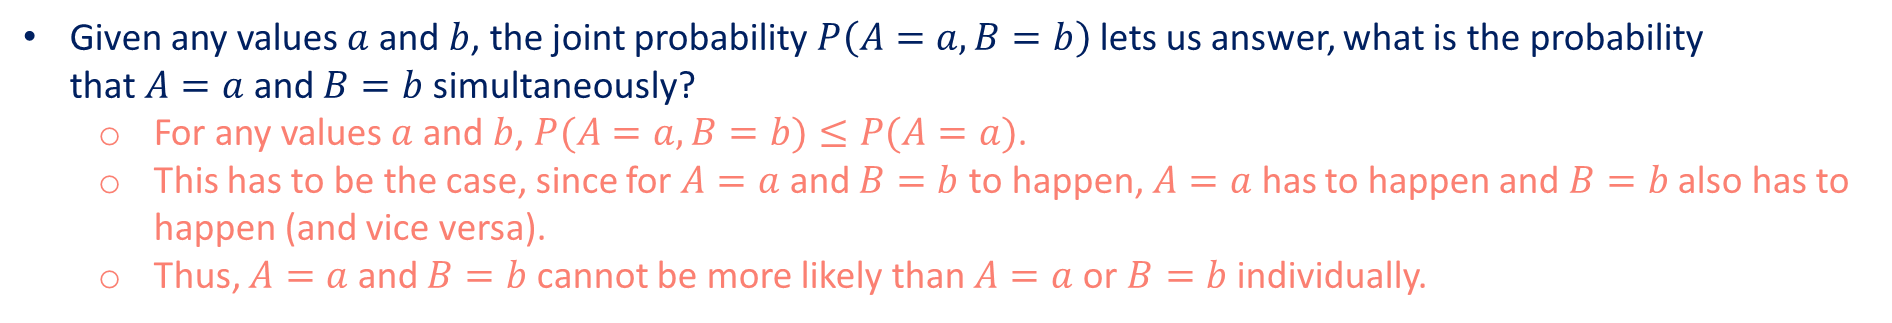 • Given any values a and b, the joint probability P(A = a, B = b) lets us answer, what is the probability
that A = a and B = b simultaneously?
○ For any values a and b, P(A = a, B = b) ≤ P(A = a).
○ This has to be the case, since for A = a and B = b to happen, A = a has to happen and B = b also has to
happen (and vice versa).
○ Thus, A = a and B = b cannot be more likely than A = a or B = b individually.